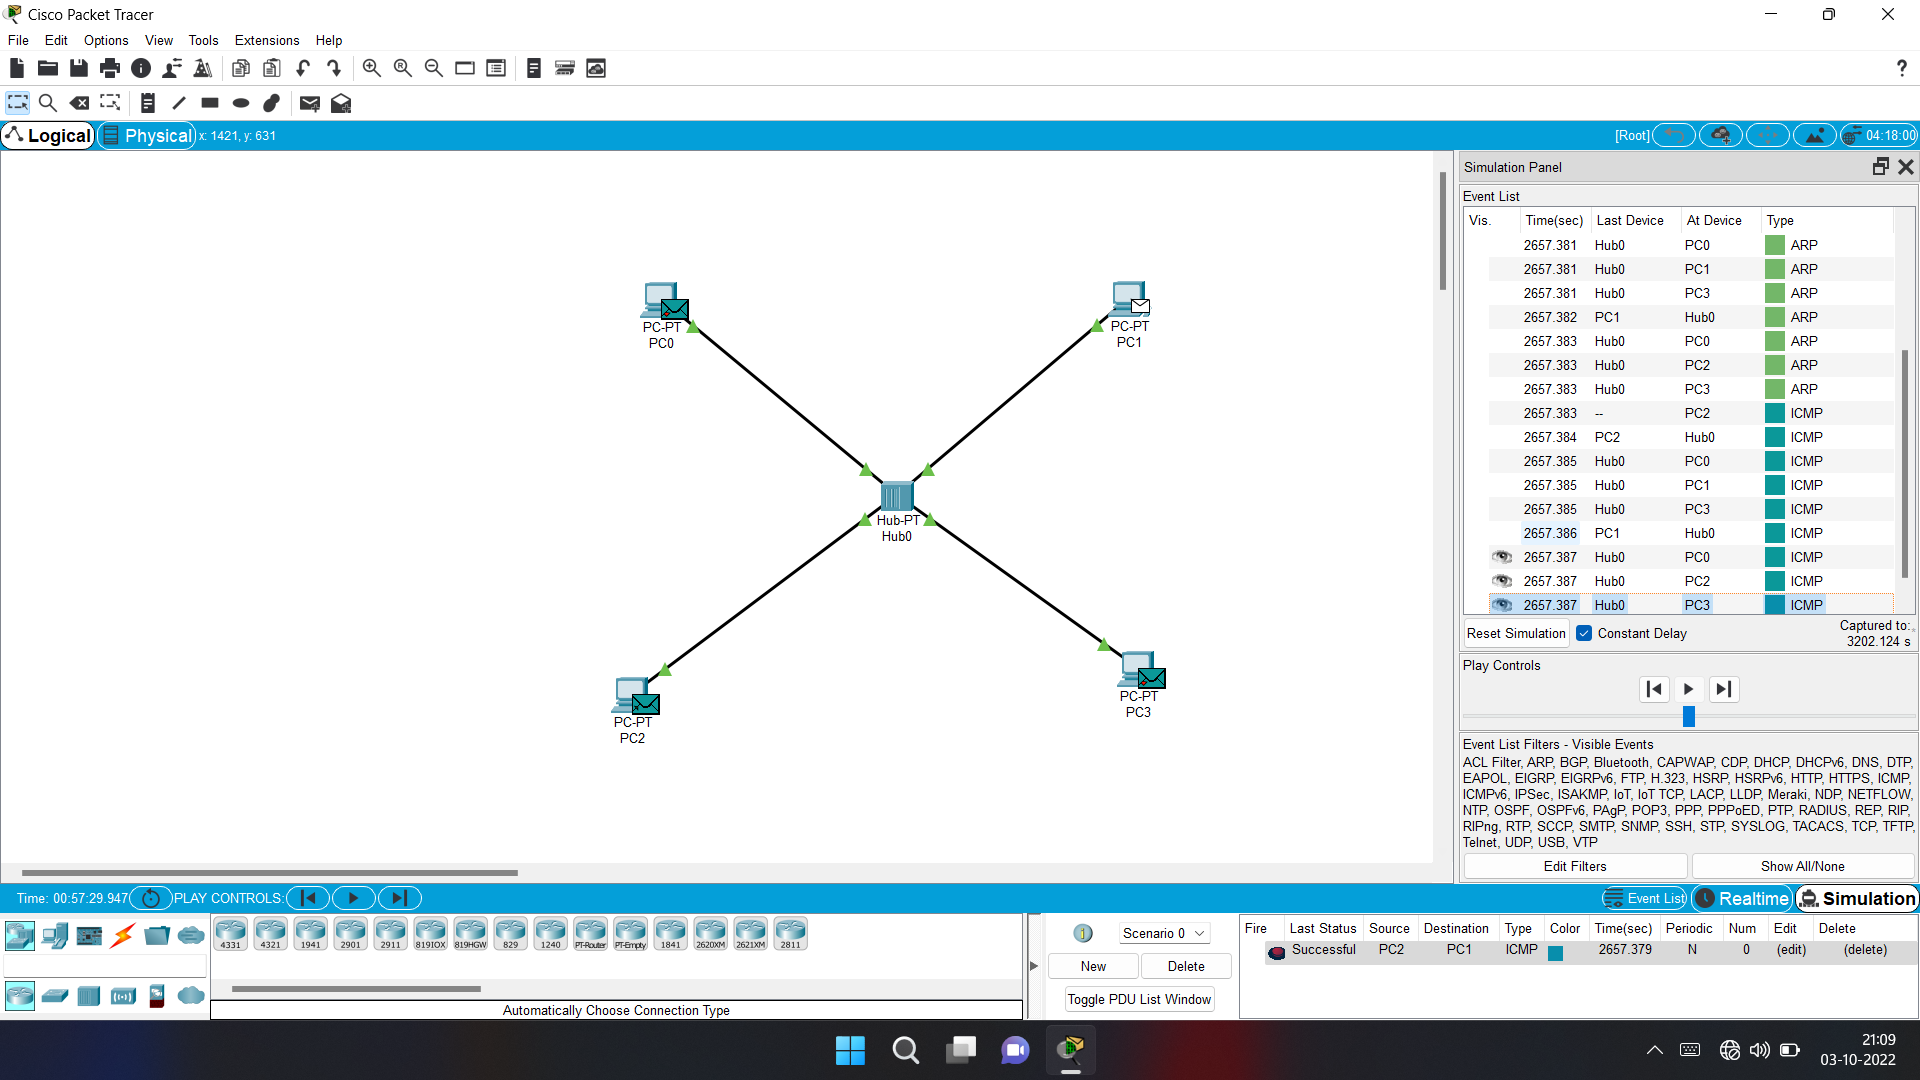 Cisco Packet Tracer
File Edit Options View Tools Extensions Help
Logical Physical x: 1421, y: 631 [Root] 04:18:00
PC-PT
PC0
PC-PT
PC1
Hub-PT
Hub0
PC-PT
PC2
PC-PT
PC3
Simulation Panel
Event List
Vis. Time(sec) Last Device At Device Type
2657.381 Hub0 PC0 ARP
2657.381 Hub0 PC1 ARP
2657.381 Hub0 PC3 ARP
2657.382 PC1 Hub0 ARP
2657.383 Hub0 PC0 ARP
2657.383 Hub0 PC2 ARP
2657.383 Hub0 PC3 ARP
2657.383 -- PC2 ICMP
2657.384 PC2 Hub0 ICMP
2657.385 Hub0 PC0 ICMP
2657.385 Hub0 PC1 ICMP
2657.385 Hub0 PC3 ICMP
2657.386 PC1 Hub0 ICMP
2657.387 Hub0 PC0 ICMP
2657.387 Hub0 PC2 ICMP
2657.387 Hub0 PC3 ICMP
Reset Simulation Constant Delay Captured to:
3202.124 s
Play Controls
Event List Filters - Visible Events
ACL Filter, ARP, BGP, Bluetooth, CAPWAP, CDP, DHCP, DHCPv6, DNS, DTP,
EAPOL, EIGRP, EIGRPv6, FTP, H.323, HSRP, HSRPv6, HTTP, HTTPS, ICMP,
ICMPv6, IPSec, ISAKMP, IoT, IoT TCP, LACP, LLDP, Meraki, NDP, NETFLOW,
NTP, OSPF, OSPFv6, PAgP, POP3, PPP, PPPoED, PTP, RADIUS, REP, RIP,
RIPng, RTP, SCCP, SMTP, SNMP, SSH, STP, SYSLOG, TACACS, TCP, TFTP,
Telnet, UDP, USB, VTP
Edit Filters Show All/None
Time: 00:57:29.947 PLAY CONTROLS: Event List Realtime Simulation
4331 4321 1941 2901 2911 819IOX 819HGW 829 1240 PT-Router PT-Empty 1841 2620XM 2621XM 2811
Automatically Choose Connection Type
Scenario 0
New Delete
Toggle PDU List Window
Fire Last Status Source Destination Type Color Time(sec) Periodic Num Edit Delete
Successful PC2 PC1 ICMP 2657.379 N 0 (edit) (delete)
21:09
03-10-2022